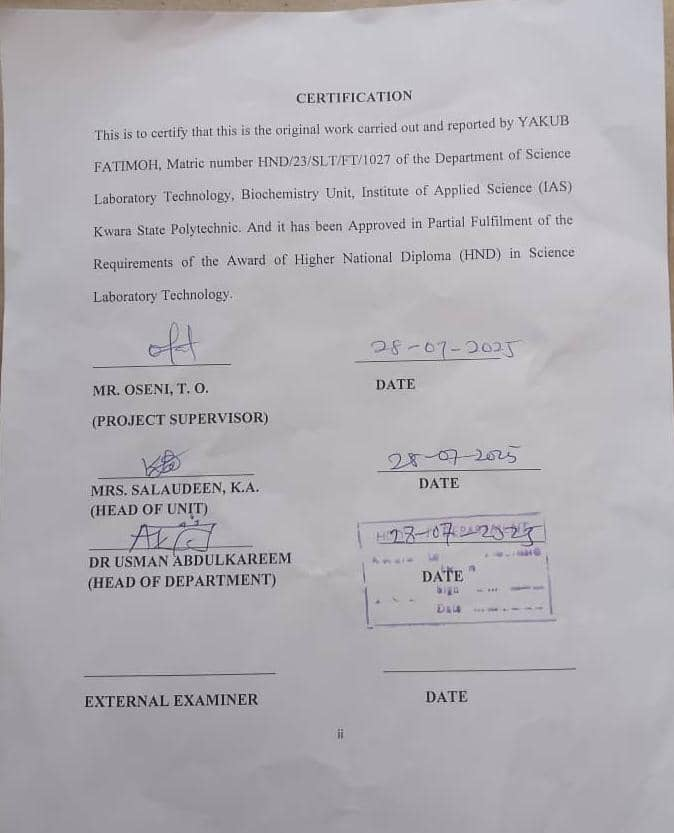 CERTIFICATION
This is to certify that this is the original work carried out and reported by YAKUB
FATIMOH, Matric number HND/23/SLT/FT/1027 of the Department of Science
Laboratory Technology, Biochemistry Unit, Institute of Applied Science (IAS)
Kwara State Polytechnic. And it has been Approved in Partial Fulfilment of the
Requirements of the Award of Higher National Diploma (HND) in Science
Laboratory Technology.
28-07-2025
MR. OSENI, T. O. DATE
(PROJECT SUPERVISOR)
28-07-2025
MRS. SALAUDEEN, K.A. DATE
(HEAD OF UNIT)
28-07-2025
DR USMAN ABDULKAREEM
(HEAD OF DEPARTMENT) DATE
Sign
Date
EXTERNAL EXAMINER DATE
ii